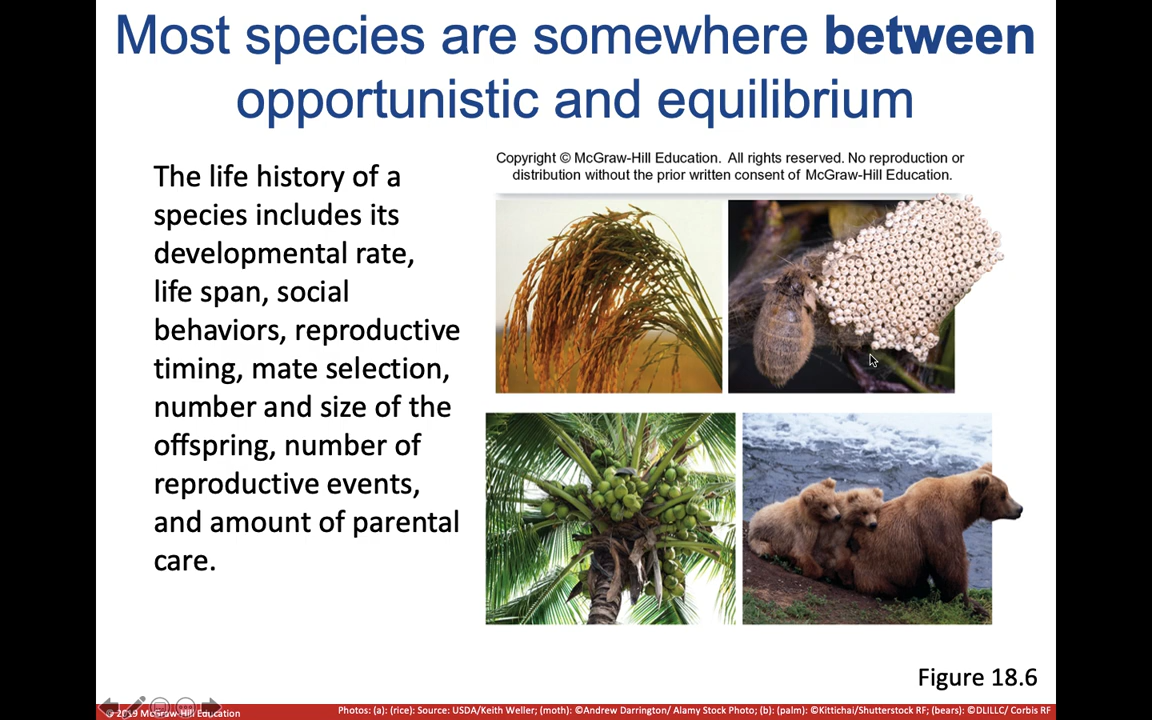 Most species are somewhere between
opportunistic and equilibrium
The life history of a
species includes its
developmental rate,
life span, social
behaviors, reproductive
timing, mate selection,
number and size of the
offspring, number of
reproductive events,
and amount of parental
care.
Copyright © McGraw-Hill Education. All rights reserved. No reproduction or
distribution without the prior written consent of McGraw-Hill Education.
Figure 18.6
© 2019 McGraw-Hill Education
Photos: (a): (rice): Source: USDA/Keith Weller; (moth): ©Andrew Darrington/ Alamy Stock Photo; (b): (palm): ©Kittichai/Shutterstock RF; (bears): ©DLILLC/ Corbis RF